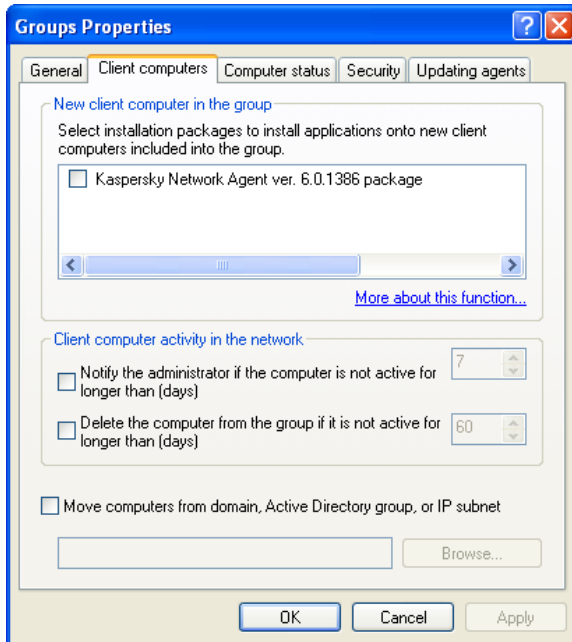 Groups Properties
General Client computers Computer status Security Updating agents
New client computer in the group
Select installation packages to install applications onto new client
computers included into the group.
Kaspersky Network Agent ver. 6.0.1386 package
More about this function...
Client computer activity in the network
Notify the administrator if the computer is not active for
longer than (days)
7
Delete the computer from the group if it is not active for
longer than (days)
60
Move computers from domain, Active Directory group, or IP subnet
Browse...
OK Cancel Apply